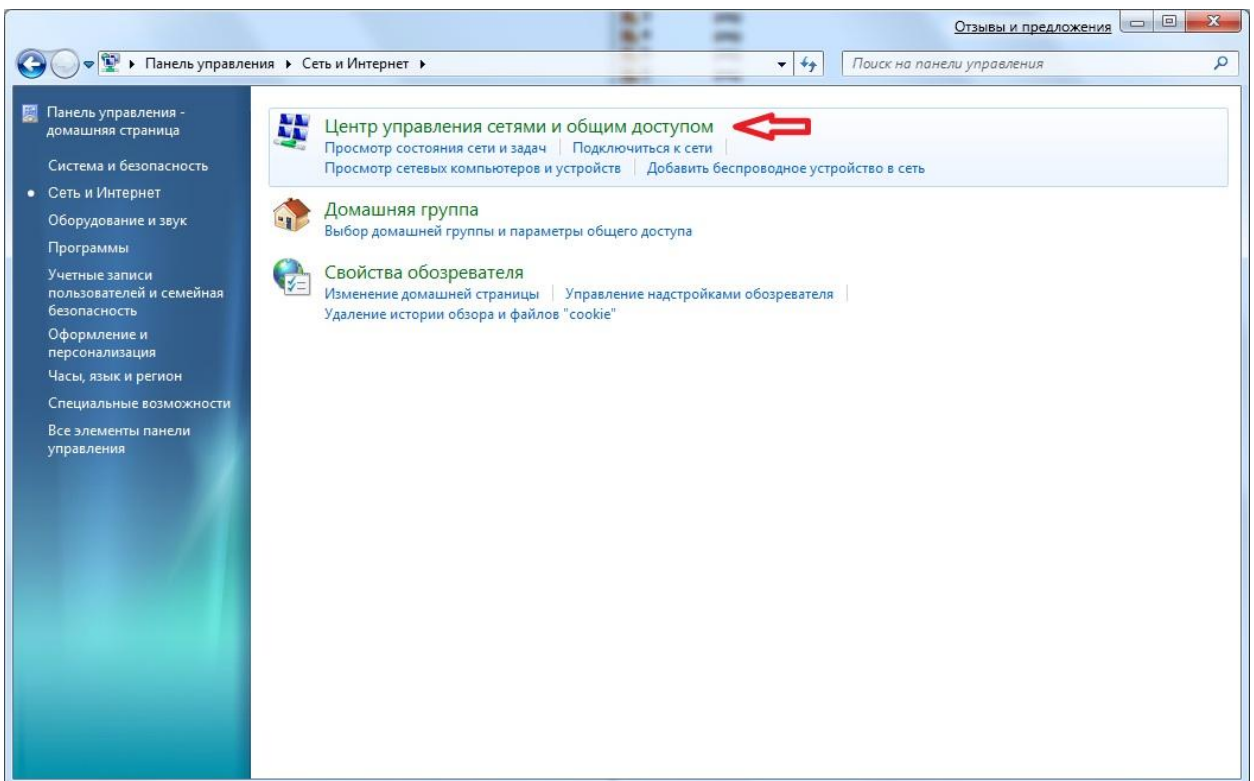 Отзывы и предложения
Панель управления Сеть и Интернет
Поиск на панели управления
Панель управления -
домашняя страница
Система и безопасность
Сеть и Интернет
Оборудование и звук
Программы
Учетные записи
пользователей и семейная
безопасность
Оформление и
персонализация
Часы, язык и регион
Специальные возможности
Все элементы панели
управления
Центр управления сетями и общим доступом
Просмотр состояния сети и задач Подключиться к сети
Просмотр сетевых компьютеров и устройств Добавить беспроводное устройство в сеть
Домашняя группа
Выбор домашней группы и параметры общего доступа
Свойства обозревателя
Изменение домашней страницы Управление надстройками обозревателя
Удаление истории обзора и файлов "cookie"